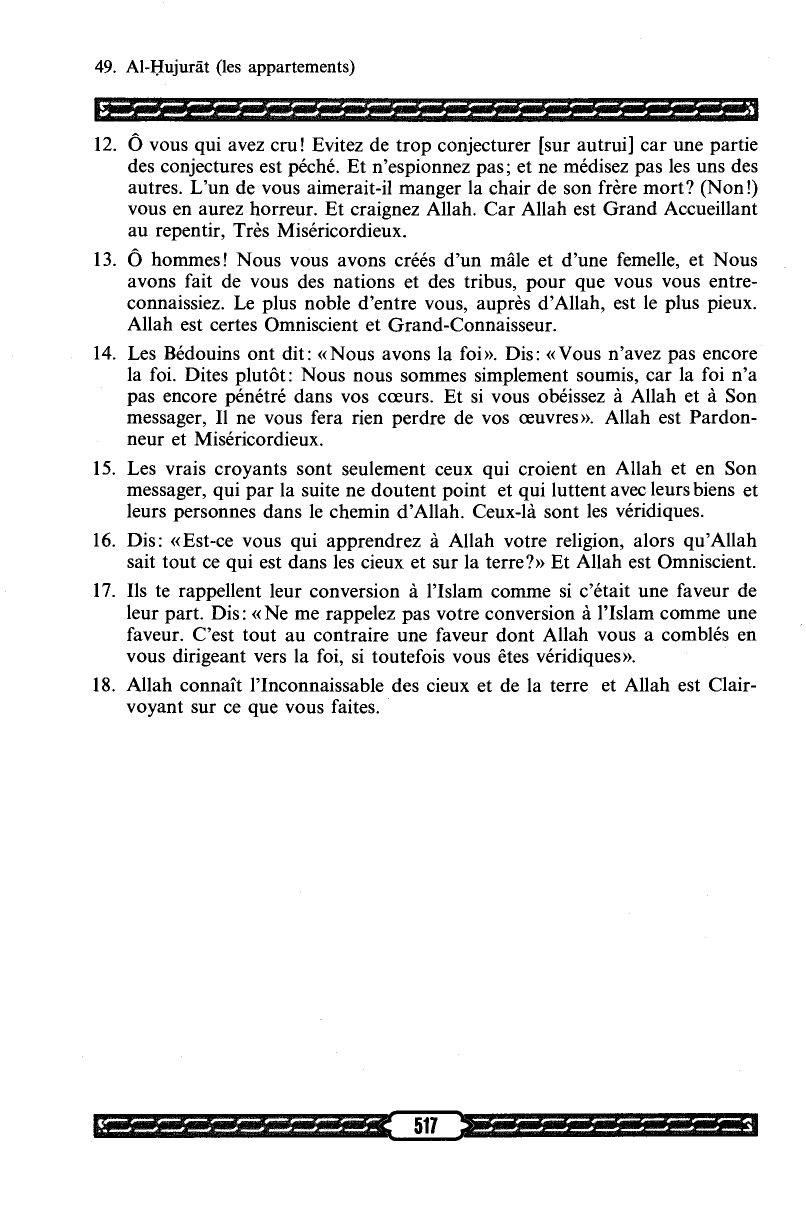 49. Al-Ḥujurāt (les appartements)
12. Ô vous qui avez cru! Evitez de trop conjecturer [sur autrui] car une partie
des conjectures est péché. Et n'espionnez pas; et ne médisez pas les uns des
autres. L'un de vous aimerait-il manger la chair de son frère mort? (Non!)
vous en aurez horreur. Et craignez Allah. Car Allah est Grand Accueillant
au repentir, Très Miséricordieux.
13. Ô hommes! Nous vous avons créés d'un mâle et d'une femelle, et Nous
avons fait de vous des nations et des tribus, pour que vous vous entre-
connaissiez. Le plus noble d'entre vous, auprès d'Allah, est le plus pieux.
Allah est certes Omniscient et Grand-Connaisseur.
14. Les Bédouins ont dit: «Nous avons la foi». Dis: «Vous n'avez pas encore
la foi. Dites plutôt: Nous nous sommes simplement soumis, car la foi n'a
pas encore pénétré dans vos cœurs. Et si vous obéissez à Allah et à Son
messager, Il ne vous fera rien perdre de vos œuvres». Allah est Pardon-
neur et Miséricordieux.
15. Les vrais croyants sont seulement ceux qui croient en Allah et en Son
messager, qui par la suite ne doutent point et qui luttent avec leurs biens et
leurs personnes dans le chemin d'Allah. Ceux-là sont les véridiques.
16. Dis: «Est-ce vous qui apprendrez à Allah votre religion, alors qu'Allah
sait tout ce qui est dans les cieux et sur la terre?» Et Allah est Omniscient.
17. Ils te rappellent leur conversion à l'Islam comme si c'était une faveur de
leur part. Dis: «Ne me rappelez pas votre conversion à l'Islam comme une
faveur. C'est tout au contraire une faveur dont Allah vous a comblés en
vous dirigeant vers la foi, si toutefois vous êtes véridiques».
18. Allah connaît l'Inconnaissable des cieux et de la terre et Allah est Clair-
voyant sur ce que vous faites.
517